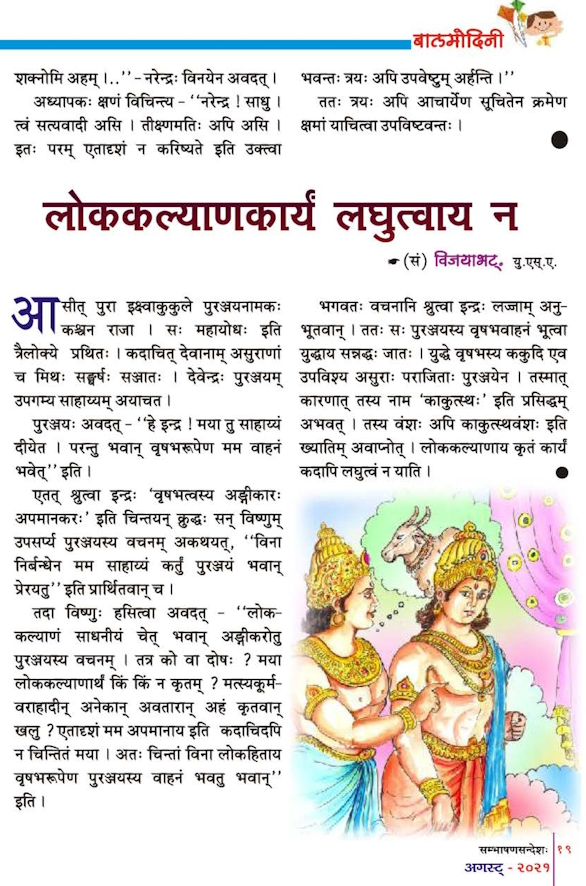 बालमोदिनी
शक्नोमि अहम् ।..’’ – नरेन्द्रः विनयेन अवदत् ।
अध्यापकः क्षणं विचिन्त्य – ‘‘नरेन्द्र ! साधु ।
त्वं सत्यवादी असि । तीक्ष्णमतिः अपि असि ।
इतः परम् एतादृशं न करिष्यते इति उक्त्वा
भवन्तः त्रयः अपि उपवेष्टुम् अर्हन्ति ।’’
ततः त्रयः अपि आचार्येण सूचितेन क्रमेण
क्षमां याचित्वा उपविष्टवन्तः ।
लोककल्याणकार्यं लघुत्वाय न
☛ (सं) विजयाभट्. यु.एस्.ए.
आसीत् पुरा इक्ष्वाकुकुले पुरञ्जयनामकः
कश्चन राजा । सः महायोधः इति
त्रैलोक्ये प्रथितः । कदाचित् देवानाम् असुराणां
च मिथः सङ्घर्षः सञ्जातः । देवेन्द्रः पुरञ्जयम्
उपगम्य साहाय्यम् अयाचत ।
पुरञ्जयः अवदत् – ‘‘हे इन्द्र ! मया तु साहाय्यं
दीयेत । परन्तु भवान् वृषभरूपेण मम वाहनं
भवेत्’’ इति ।
एतत् श्रुत्वा इन्द्रः ‘वृषभत्वस्य अङ्गीकारः
अपमानकरः’ इति चिन्तयन् क्रुद्धः सन् विष्णुम्
उपसर्प्य पुरञ्जयस्य वचनम् अकथयत्, ‘‘विना
निर्बन्धेन मम साहाय्यं कर्तुं पुरञ्जयं भवान्
प्रेरयतु’’ इति प्रार्थितवान् च ।
तदा विष्णुः हसित्वा अवदत् – ‘‘लोक-
कल्याणं साधनीयं चेत् भवान् अङ्गीकरोतु
पुरञ्जयस्य वचनम् । तत्र को वा दोषः ? मया
लोककल्याणार्थं किं किं न कृतम् ? मत्स्यकूर्म-
वराहादीन् अनेकान् अवतारान् अहं कृतवान्
खलु ? एतादृशं मम अपमानाय इति कदाचिदपि
न चिन्तितं मया । अतः चिन्तां विना लोकहिताय
वृषभरूपेण पुरञ्जयस्य वाहनं भवतु भवान्’’
इति ।
भगवतः वचनानि श्रुत्वा इन्द्रः लज्जाम् अनु-
भूतवान् । ततः सः पुरञ्जयस्य वृषभवाहनं भूत्वा
युद्धाय सन्नद्धः जातः । युद्धे वृषभस्य ककुदि एव
उपविश्य असुराः पराजिताः पुरञ्जयेन । तस्मात्
कारणात् तस्य नाम ‘काकुत्स्थः’ इति प्रसिद्धम्
अभवत् । तस्य वंशः अपि काकुत्स्थवंशः इति
ख्यातिम् अवाप्नोत् । लोककल्याणाय कृतं कार्यं
कदापि लघुत्वं न याति ।
सम्भाषणसन्देशः १९
अगस्ट् - २०२१